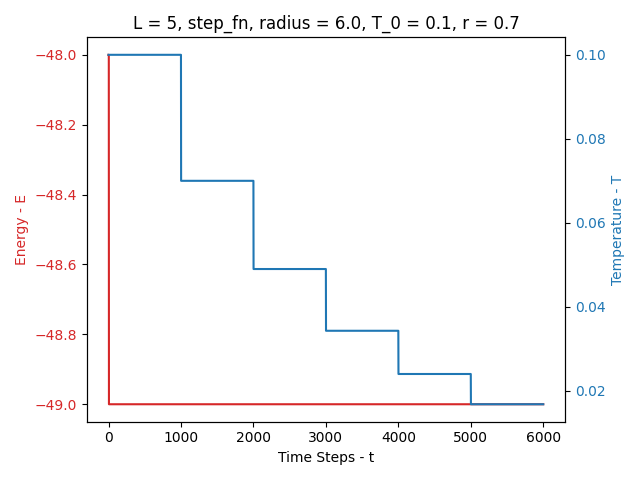 L = 5, step_fn, radius = 6.0, T_0 = 0.1, r = 0.7
−48.0
−48.2
−48.4
−48.6
−48.8
−49.0
Energy - E
0.10
0.08
0.06
0.04
0.02
Temperature - T
0 1000 2000 3000 4000 5000 6000
Time Steps - t